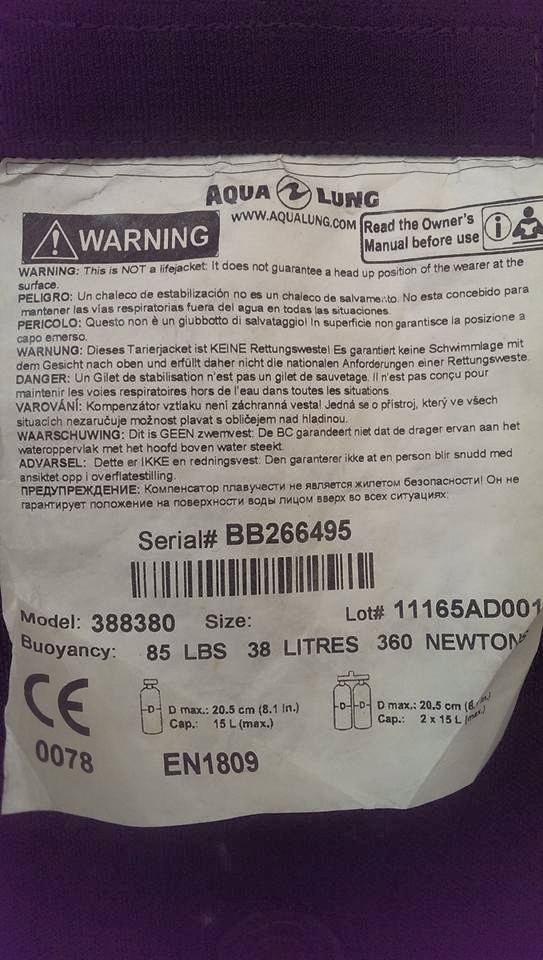 AQUA LUNG
WWW.AQUALUNG.COM
WARNING
Read the Owner's
Manual before use
WARNING: This is NOT a lifejacket. It does not guarantee a head up position of the wearer at the
surface.
PELIGRO: Un chaleco de estabilización no es un chaleco de salvamento. No esta concebido para
mantener las vías respiratorias fuera del agua en todas las situaciones.
PERICOLO: Questo non è un giubbotto di salvataggio! In superficie non garantisce la posizione a
capo emerso.
WARNUNG: Dieses Tarierjacket ist KEINE Rettungsweste! Es garantiert keine Schwimmlage mit
dem Gesicht nach oben und erfüllt daher nicht die nationalen Anforderungen einer Rettungsweste.
DANGER: Un Gilet de stabilisation n'est pas un gilet de sauvetage. Il n'est pas conçu pour
maintenir les voies respiratoires hors de l'eau dans toutes les situations.
VAROVÁNÍ: Kompenzátor vztlaku není záchranná vesta! Jedná se o přístroj, který ve všech
situacích nezaručuje možnost plavat s obličejem nad hladinou.
WAARSCHUWING: Dit is GEEN zwemvest. De BC garandeert niet dat de drager ervan aan het
wateroppervlak met het hoofd boven water steekt.
ADVARSEL: Dette er IKKE en redningsvest. Den garanterer ikke at en person blir snudd med
ansiktet opp i overflatestilling.
ПРЕДУПРЕЖДЕНИЕ: Компенсатор плавучести не является жилетом безопасности! Он не
гарантирует положение на поверхности воды лицом вверх во всех ситуациях.
Serial# BB266495
Model: 388380 Size: Lot# 11165AD001
Buoyancy: 85 LBS 38 LITRES 360 NEWTONS
CE
0078
D
D max.: 20.5 cm (8.1 In.)
Cap.: 15 L (max.)
D D
D max.: 20.5 cm
Cap.: 2 x 15 L (max.)
EN1809